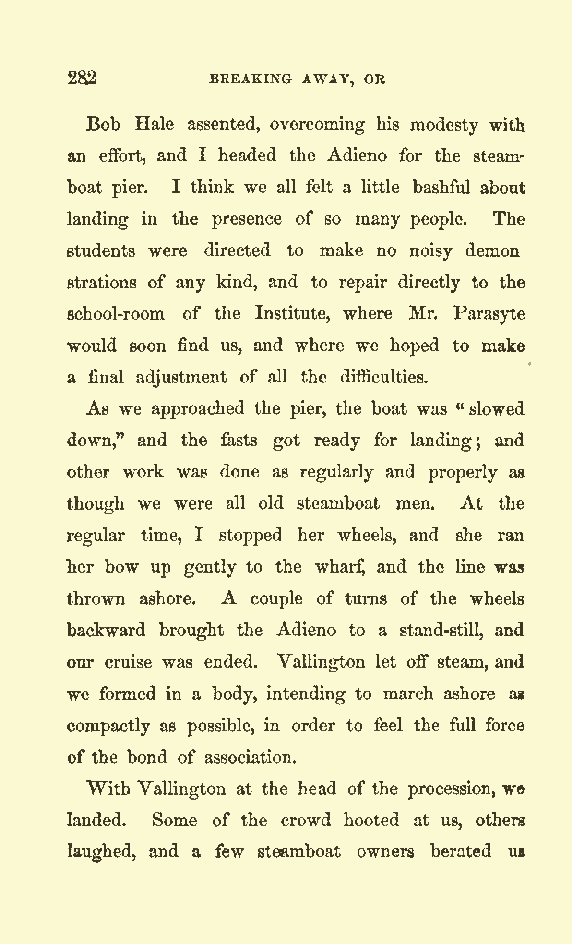 282 BREAKING AWAY, OR
Bob Hale assented, overcoming his modesty with
an effort, and I headed the Adieno for the steam-
boat pier. I think we all felt a little bashful about
landing in the presence of so many people. The
students were directed to make no noisy demon
strations of any kind, and to repair directly to the
school-room of the Institute, where Mr. Parasyte
would soon find us, and where we hoped to make
a final adjustment of all the difficulties.
As we approached the pier, the boat was "slowed
down," and the fasts got ready for landing; and
other work was done as regularly and properly as
though we were all old steamboat men. At the
regular time, I stopped her wheels, and she ran
her bow up gently to the wharf, and the line was
thrown ashore. A couple of turns of the wheels
backward brought the Adieno to a stand-still, and
our cruise was ended. Vallington let off steam, and
we formed in a body, intending to march ashore as
compactly as possible, in order to feel the full force
of the bond of association.
With Vallington at the head of the procession, we
landed. Some of the crowd hooted at us, others
laughed, and a few steamboat owners berated us